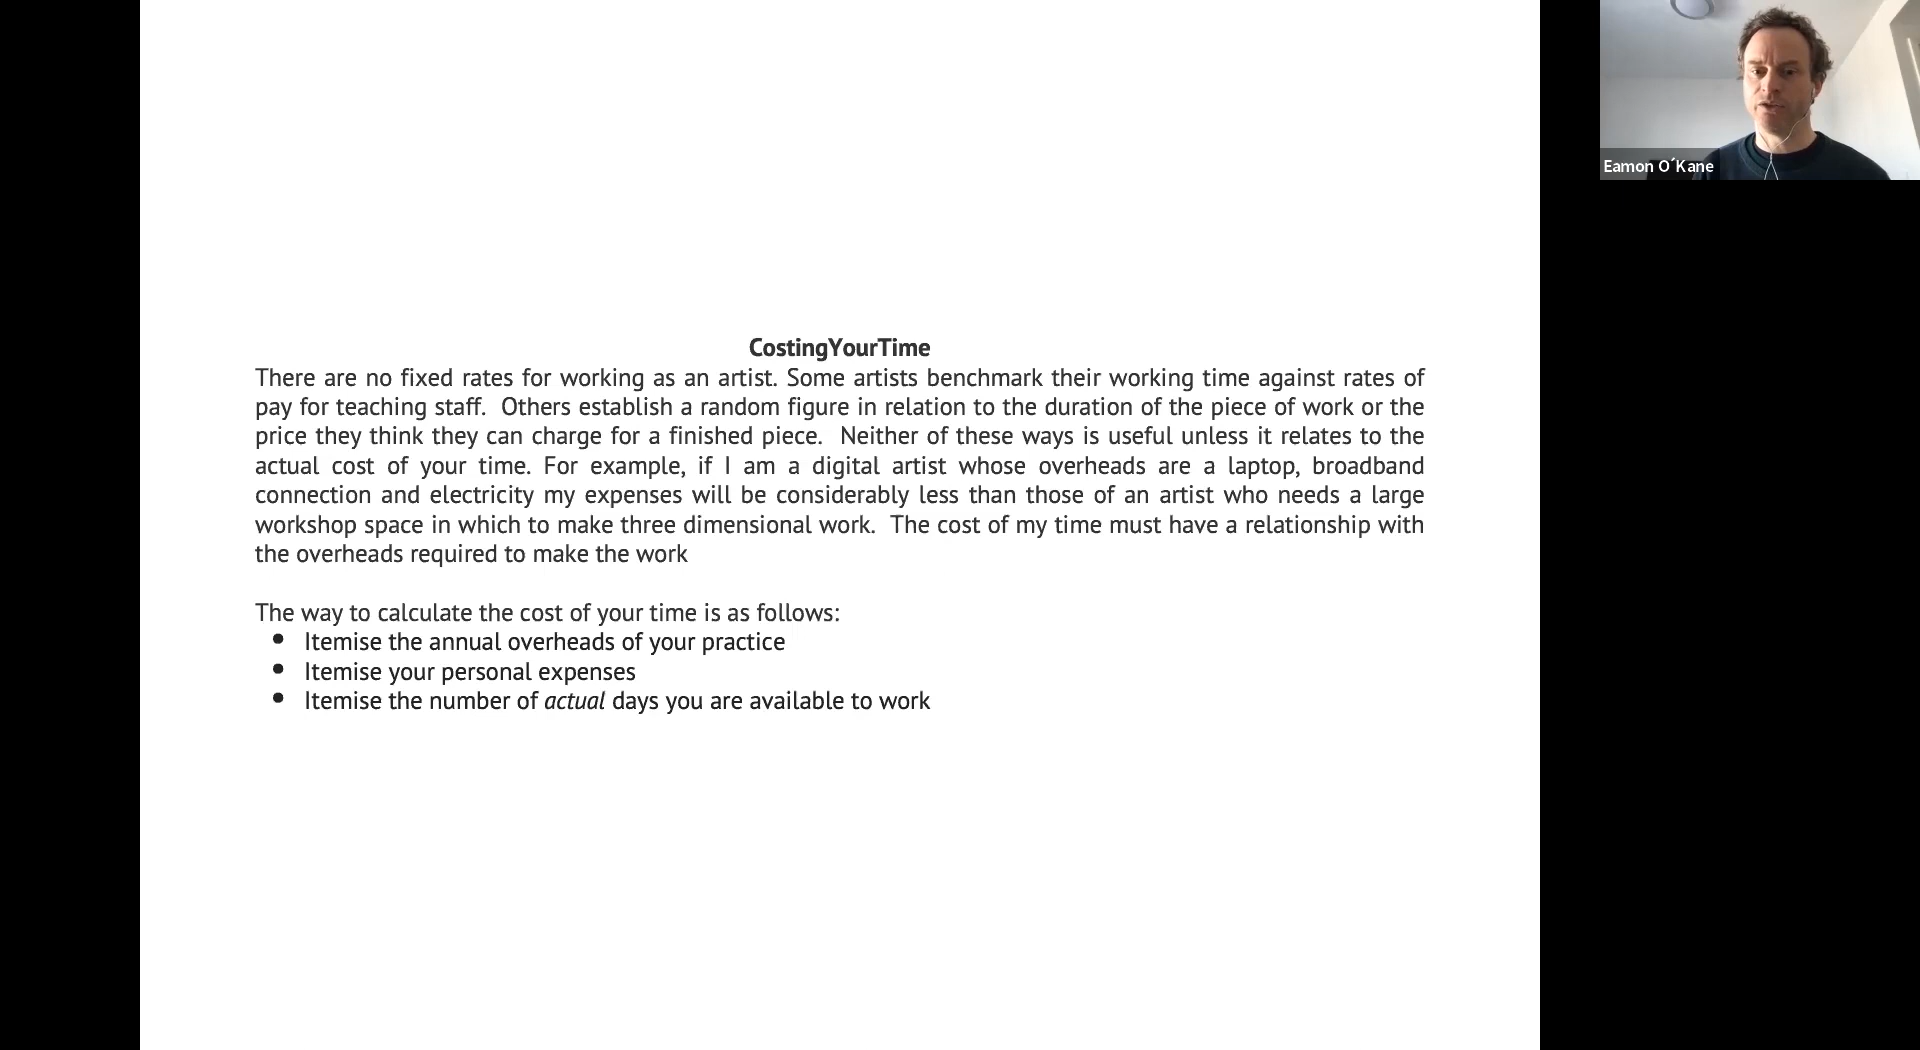 CostingYourTime
There are no fixed rates for working as an artist. Some artists benchmark their working time against rates of
pay for teaching staff.  Others establish a random figure in relation to the duration of the piece of work or the
price they think they can charge for a finished piece.  Neither of these ways is useful unless it relates to the
actual cost of your time. For example, if I am a digital artist whose overheads are a laptop, broadband
connection and electricity my expenses will be considerably less than those of an artist who needs a large
workshop space in which to make three dimensional work.  The cost of my time must have a relationship with
the overheads required to make the work
The way to calculate the cost of your time is as follows:
• Itemise the annual overheads of your practice
• Itemise your personal expenses
• Itemise the number of actual days you are available to work
Eamon O´Kane